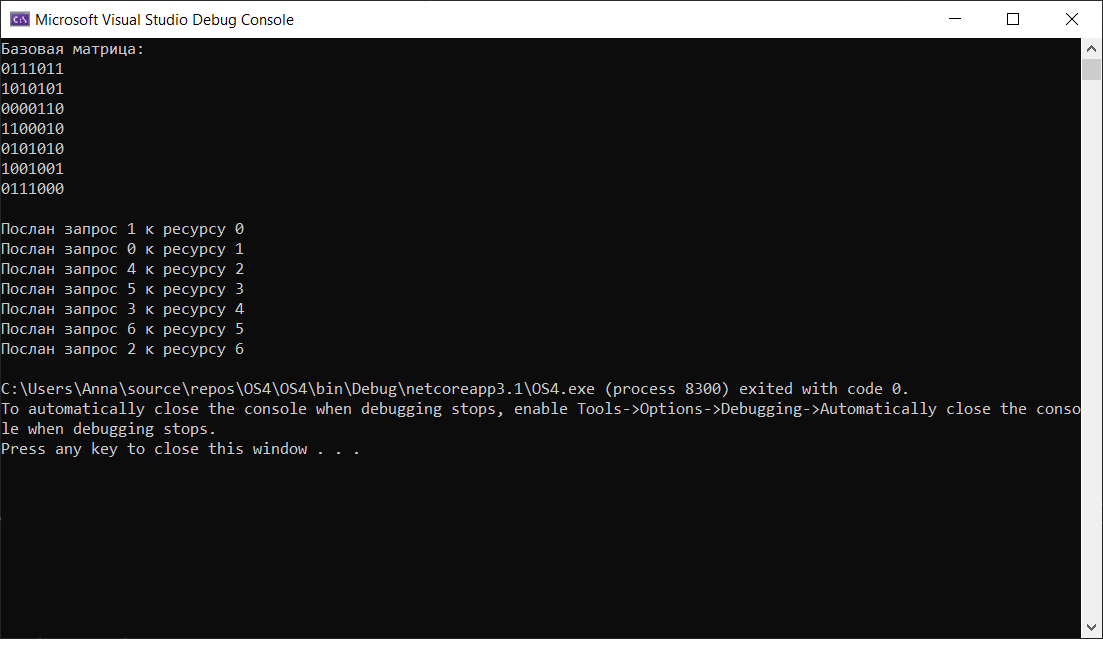 Microsoft Visual Studio Debug Console
Базовая матрица:
0111011
1010101
0000110
1100010
0101010
1001001
0111000
Послан запрос 1 к ресурсу 0
Послан запрос 0 к ресурсу 1
Послан запрос 4 к ресурсу 2
Послан запрос 5 к ресурсу 3
Послан запрос 3 к ресурсу 4
Послан запрос 6 к ресурсу 5
Послан запрос 2 к ресурсу 6
C:\Users\Anna\source\repos\OS4\OS4\bin\Debug\netcoreapp3.1\OS4.exe (process 8300) exited with code 0.
To automatically close the console when debugging stops, enable Tools->Options->Debugging->Automatically close the conso
le when debugging stops.
Press any key to close this window . . .